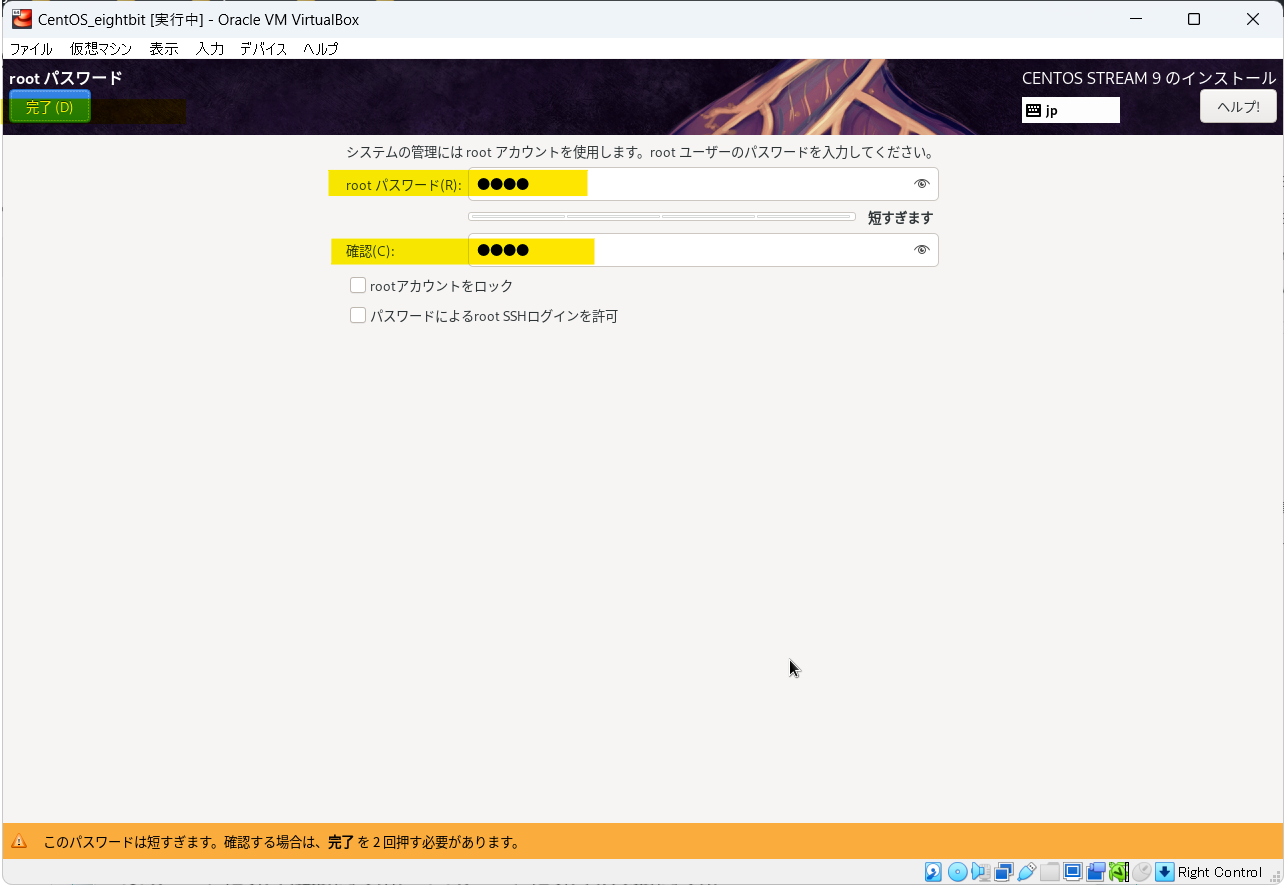 CentOS_eightbit [実行中] - Oracle VM VirtualBox
ファイル 仮想マシン 表示 入力 デバイス ヘルプ
root パスワード
CENTOS STREAM 9 のインストール
完了(D)
jp
ヘルプ!
システムの管理には root アカウントを使用します。root ユーザーのパスワードを入力してください。
root パスワード(R): ●●●●
短すぎます
確認(C): ●●●●
rootアカウントをロック
パスワードによるroot SSHログインを許可
このパスワードは短すぎます。確認する場合は、完了 を 2 回押す必要があります。
Right Control